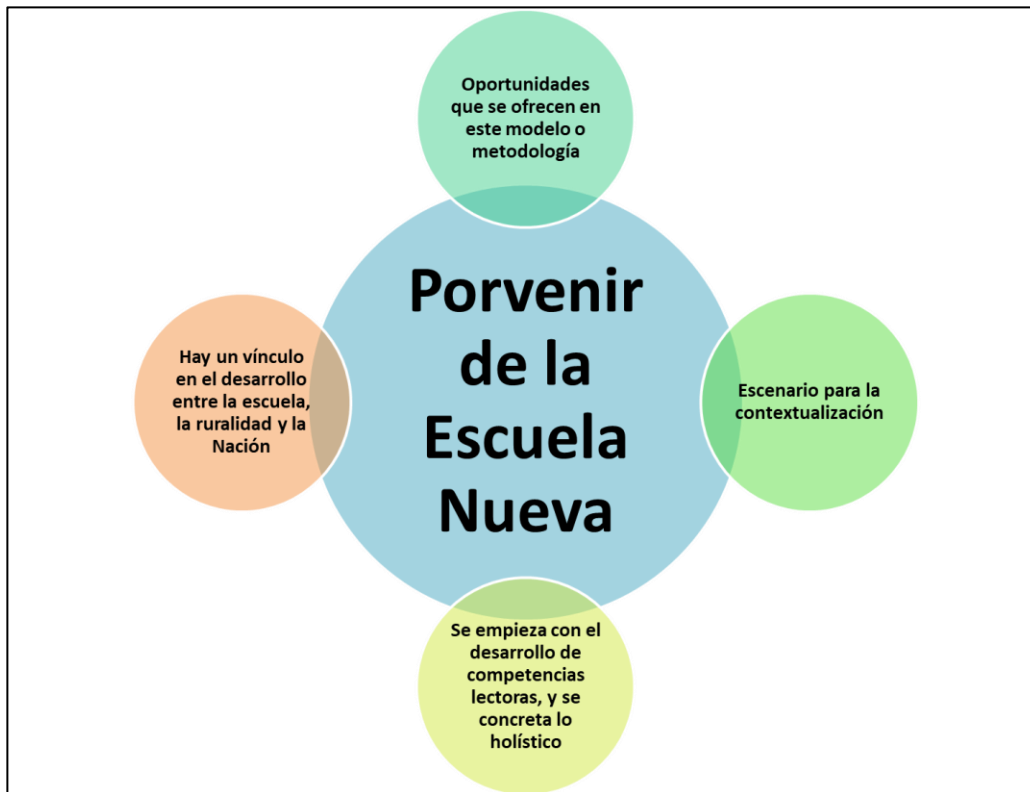 Oportunidades
que se ofrecen en
este modelo o
metodología
Porvenir
de la
Escuela
Nueva
Hay un vínculo
en el desarrollo
entre la escuela,
la ruralidad y la
Nación
Escenario para la
contextualización
Se empieza con el
desarrollo de
competencias
lectoras, y se
concreta lo
holístico